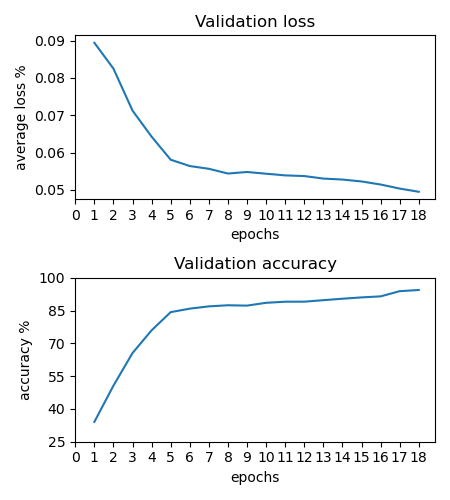 Validation loss
0.09
0.08
0.07
0.06
0.05
average loss %
0 1 2 3 4 5 6 7 8 9 10 11 12 13 14 15 16 17 18
epochs
Validation accuracy
100
85
70
55
40
25
accuracy %
0 1 2 3 4 5 6 7 8 9 10 11 12 13 14 15 16 17 18
epochs